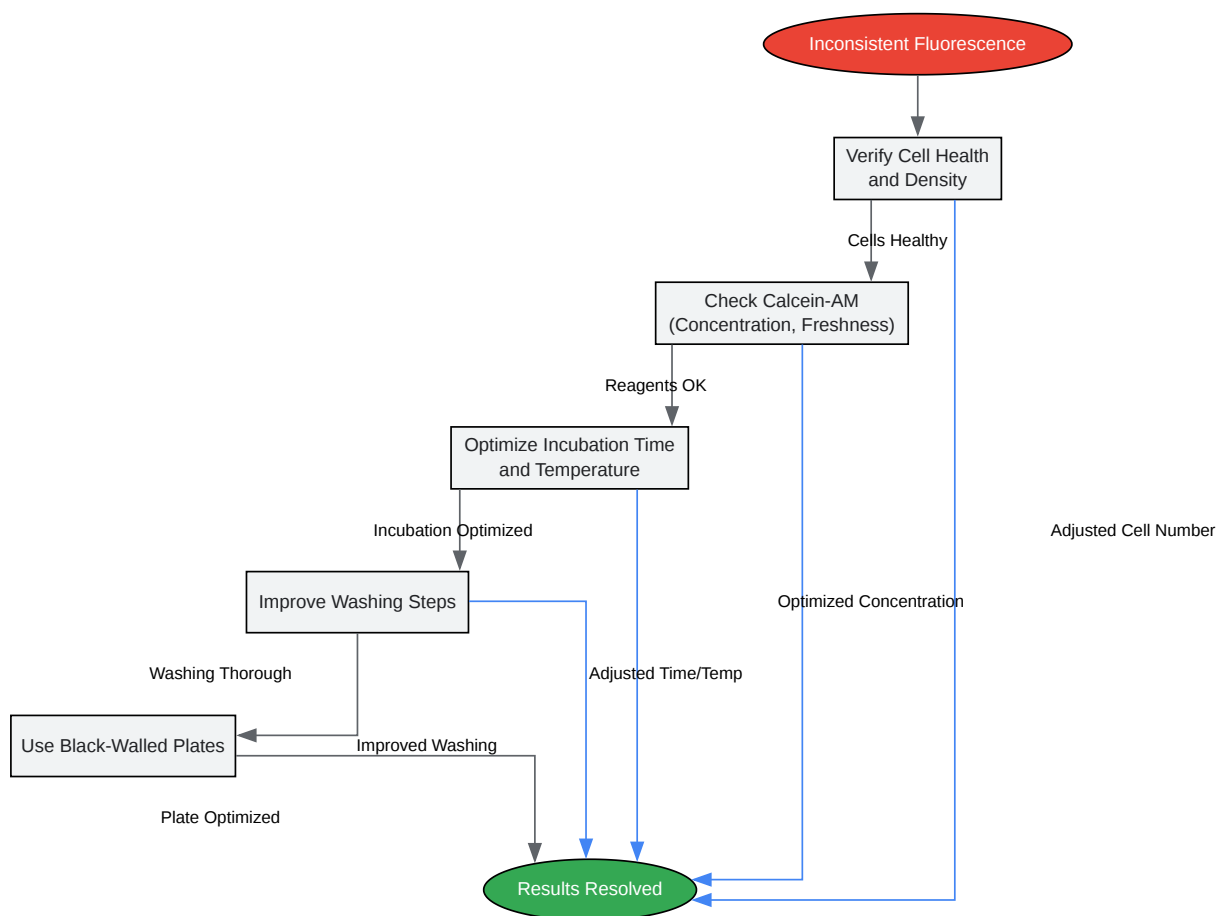 Inconsistent Fluorescence
Verify Cell Health
and Density
Cells Healthy
Check Calcein-AM
(Concentration, Freshness)
Reagents OK
Optimize Incubation Time
and Temperature
Incubation Optimized
Adjusted Cell Number
Improve Washing Steps
Optimized Concentration
Washing Thorough
Adjusted Time/Temp
Use Black-Walled Plates
Improved Washing
Plate Optimized
Results Resolved